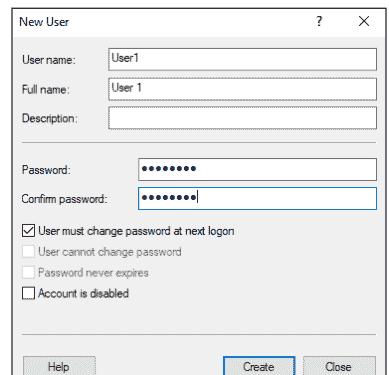 New User ?
User name: User1
Full name: User 1
Description:
Password: ●●●●●●●●
Confirm password: ●●●●●●●●
User must change password at next logon
User cannot change password
Password never expires
Account is disabled
Help Create Close